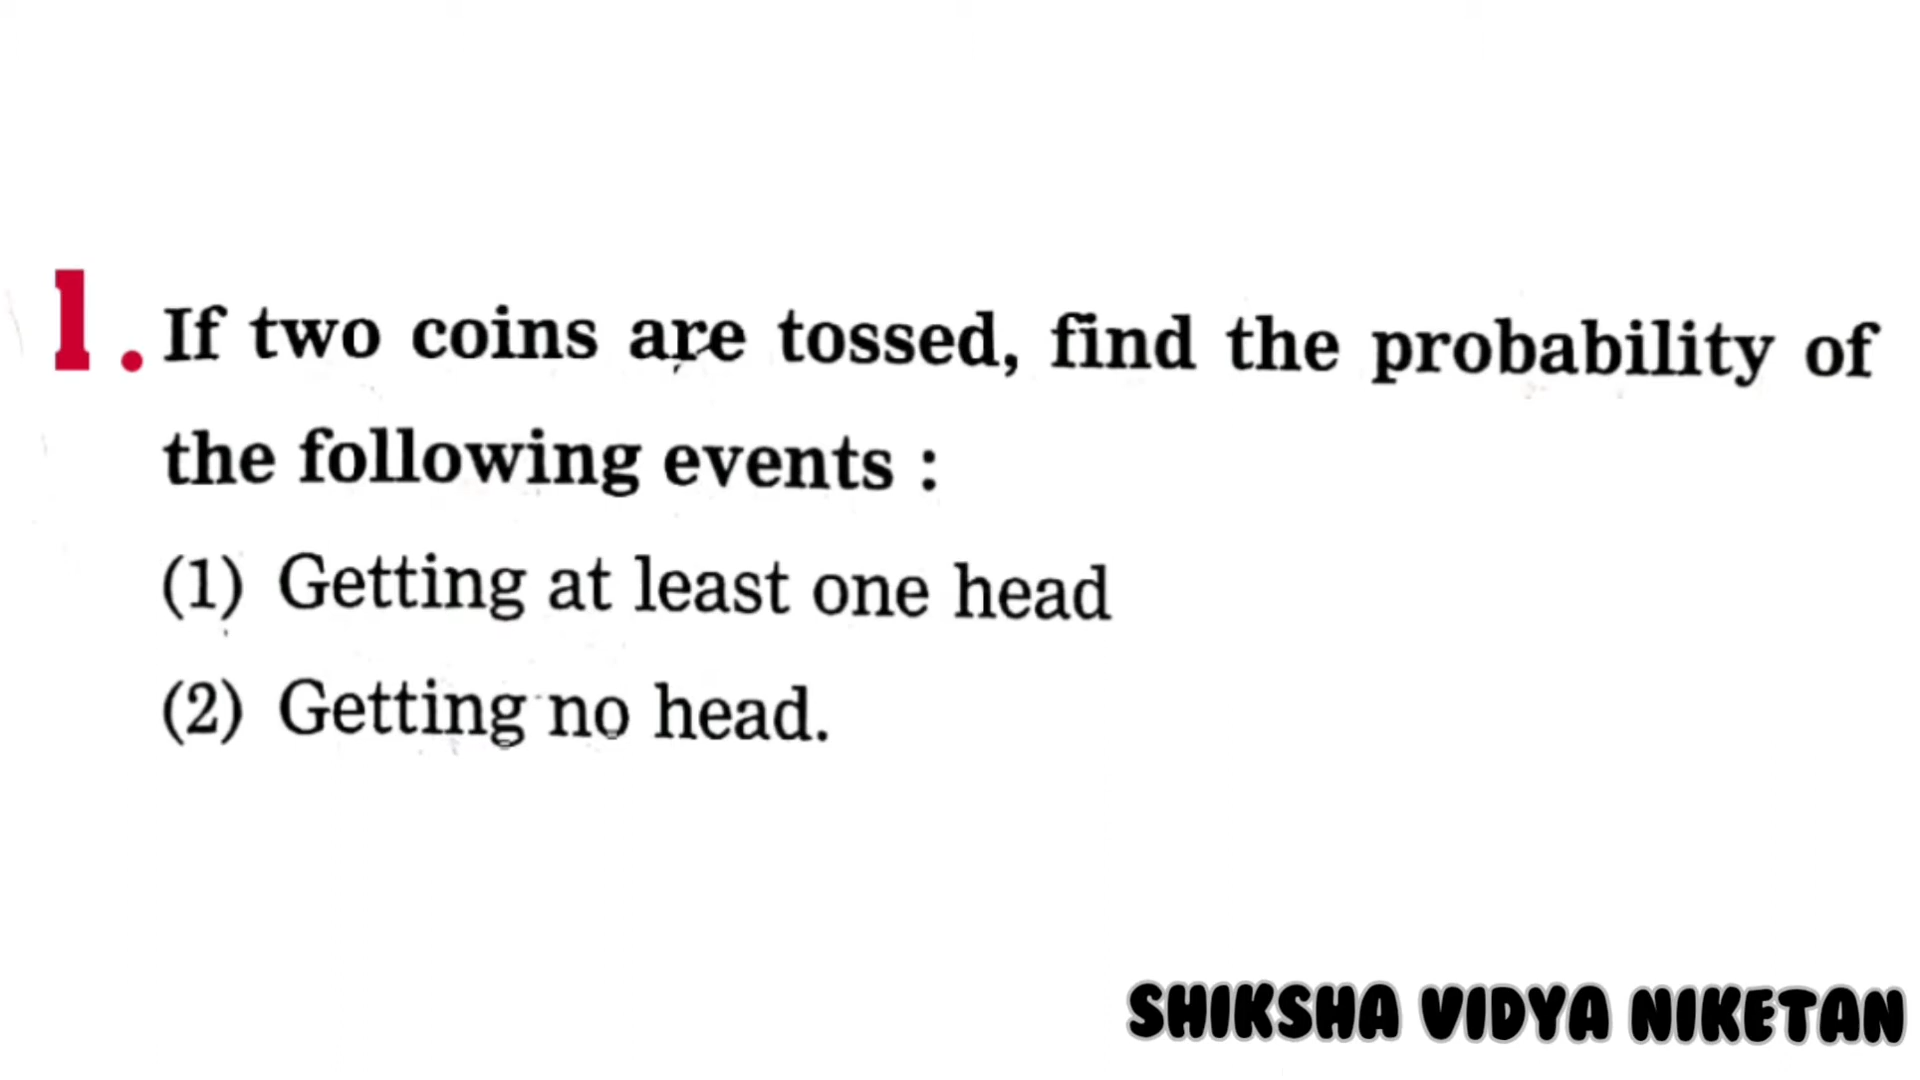 1. If two coins are tossed, find the probability of
the following events :
(1) Getting at least one head
(2) Getting no head.
SHIKSHA VIDYA NIKETAN